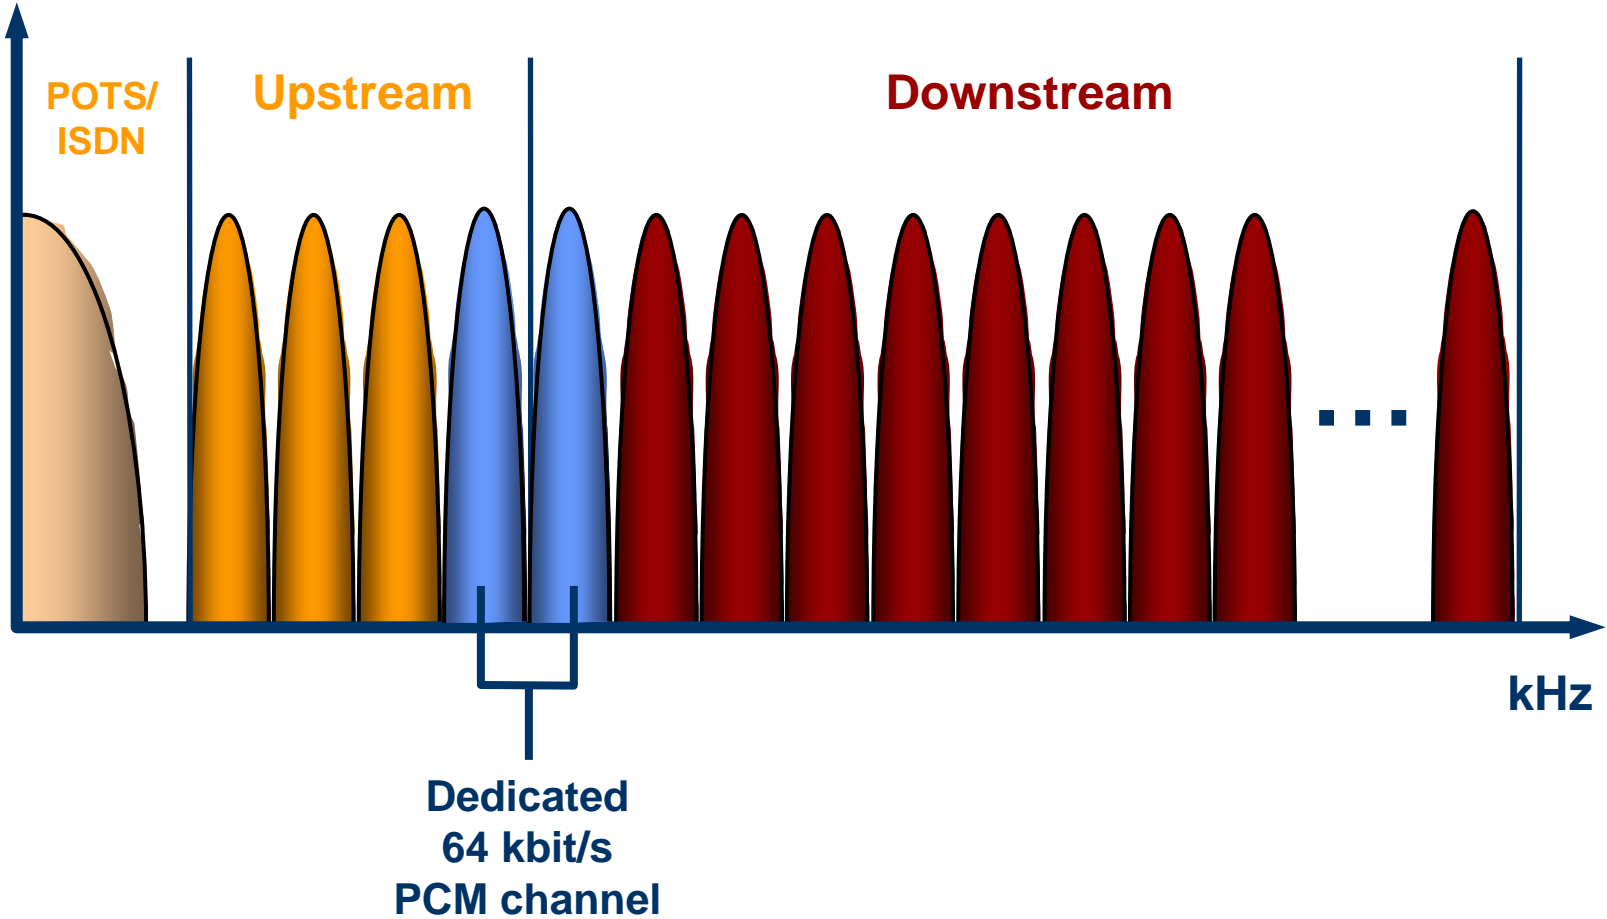 POTS/
ISDN
Upstream
Downstream
kHz
Dedicated
64 kbit/s
PCM channel